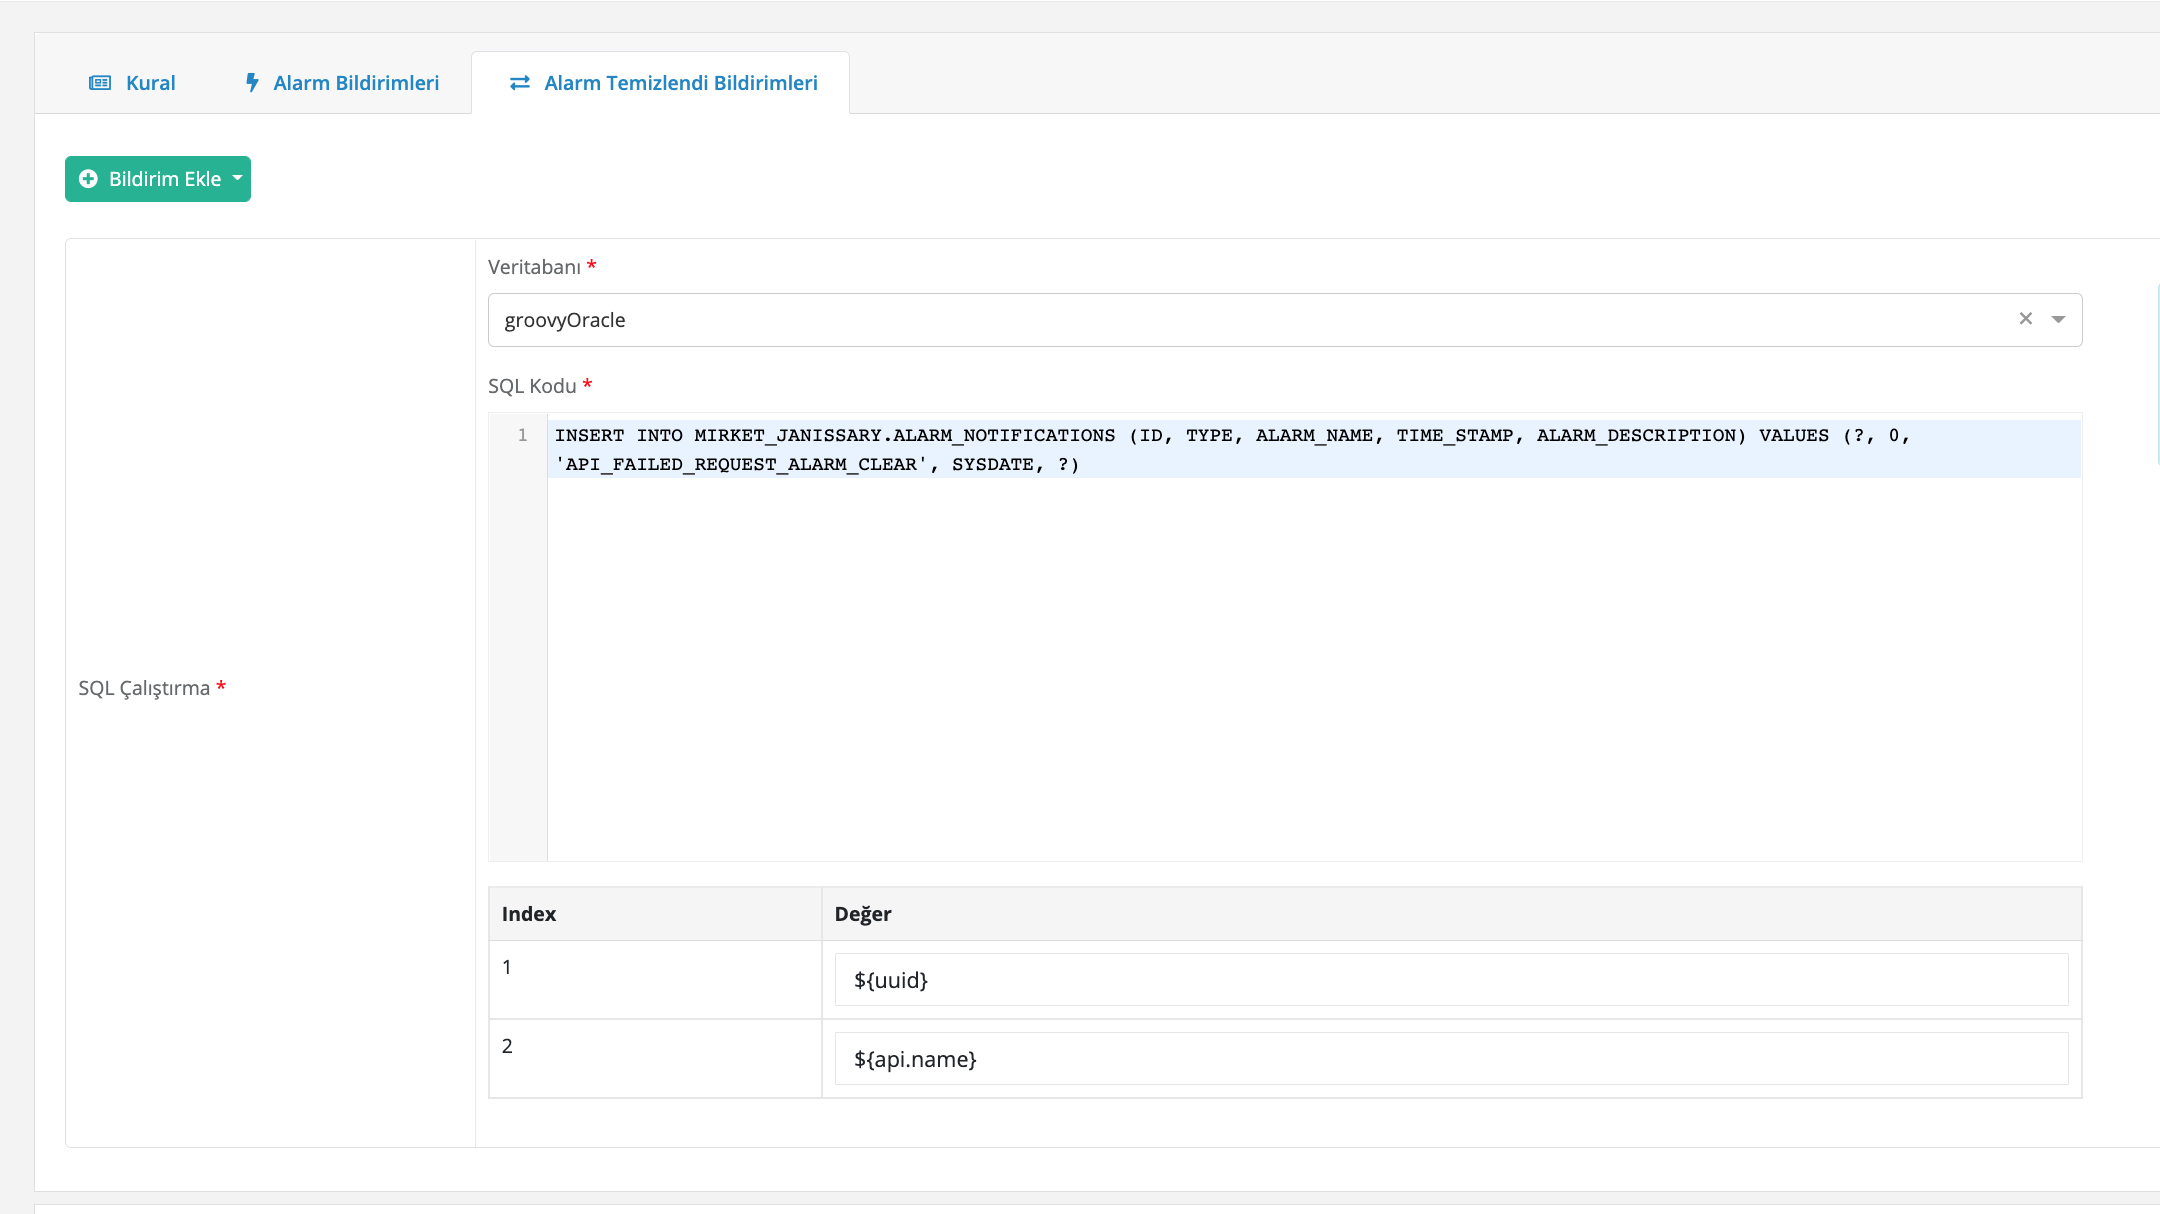 Kural
Alarm Bildirimleri
Alarm Temizlendi Bildirimleri
Bildirim Ekle
Veritabanı *
groovyOracle
SQL Kodu *
1 INSERT INTO MIRKET_JANISSARY.ALARM_NOTIFICATIONS (ID, TYPE, ALARM_NAME, TIME_STAMP, ALARM_DESCRIPTION) VALUES (?, 0,
'API_FAILED_REQUEST_ALARM_CLEAR', SYSDATE, ?)
SQL Çalıştırma *
Index Değer
1 ${uuid}
2 ${api.name}